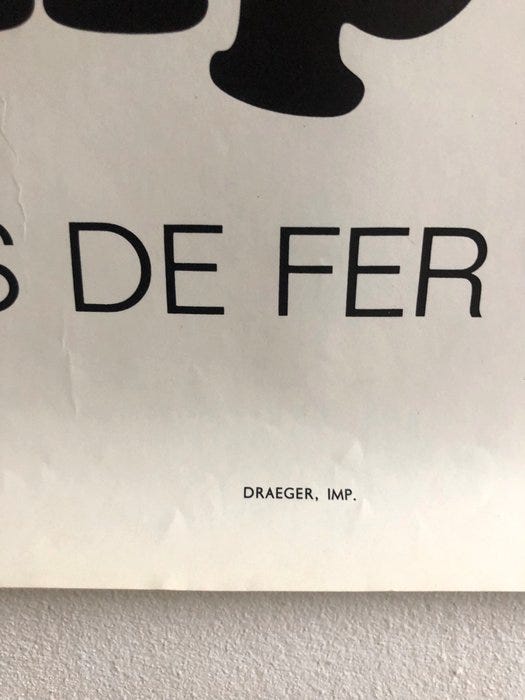 S DE FER
DRAEGER, IMP.